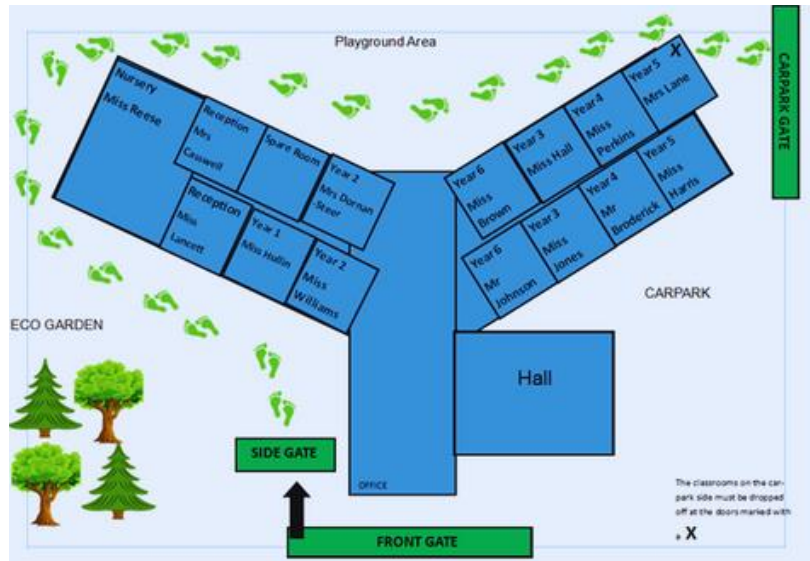 Playground Area
CARPARK GATE
Nursery
Miss Reese
Reception
Mrs
Casswell
Spare Room
Year 2
Mrs Dornan
-Steer
Reception
Miss
Lancett
Year 1
Miss Hullin
Year 2
Miss
Williams
Year 6
Miss
Brown
Year 3
Miss Hall
Year 4
Miss
Perkins
Year 5
Mrs Lane
X
Year 6
Mr
Johnson
Year 3
Miss
Jones
Year 4
Mr
Broderick
Year 5
Miss
Harris
CARPARK
ECO GARDEN
Hall
SIDE GATE
OFFICE
FRONT GATE
The classrooms on the car-
park side must be dropped
off at the doors marked with
a X